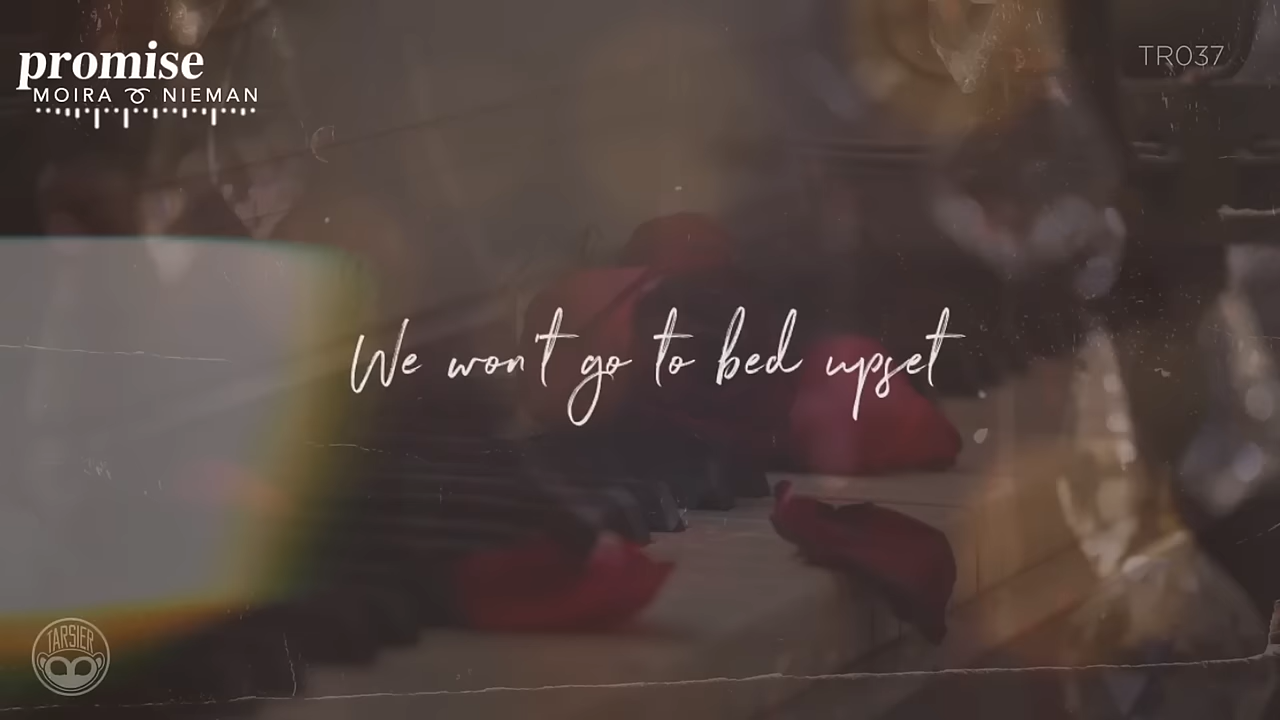 promise
MOIRA NIEMAN
TR037
We won't go to bed upset
TARSIER